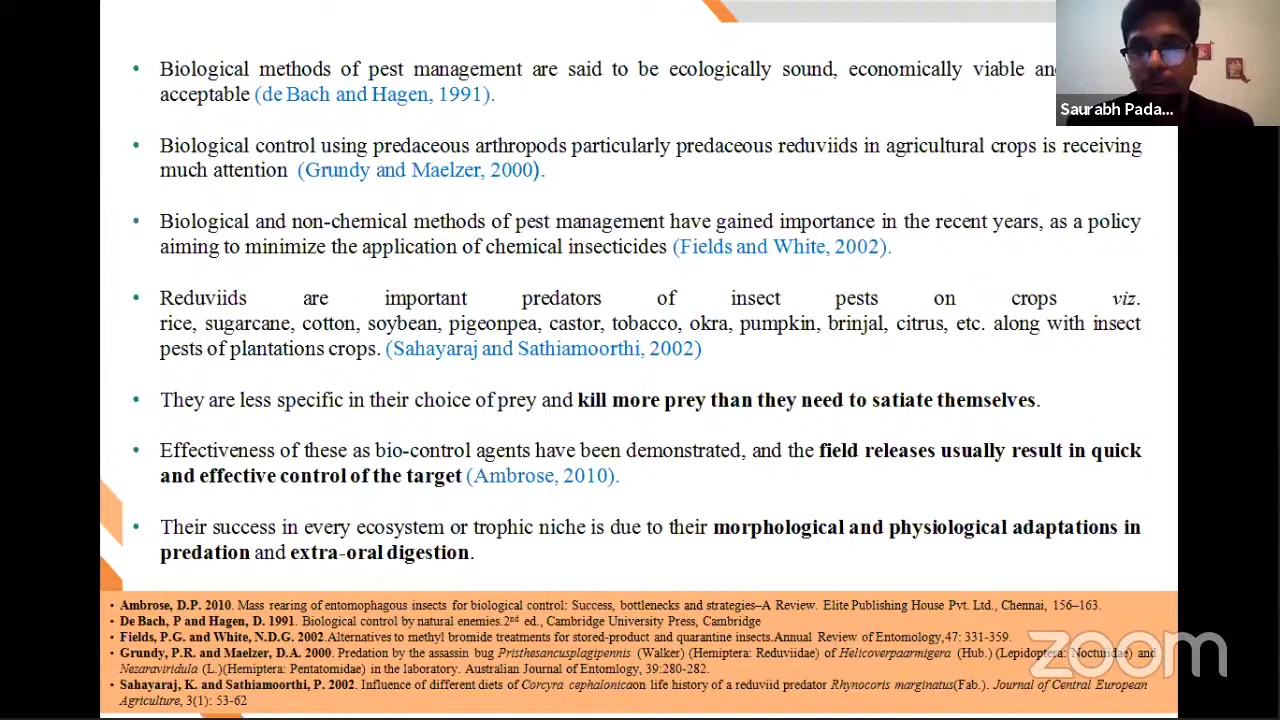 • Biological methods of pest management are said to be ecologically sound, economically viable an
acceptable (de Bach and Hagen, 1991).
• Biological control using predaceous arthropods particularly predaceous reduviids in agricultural crops is receiving
much attention (Grundy and Maelzer, 2000).
• Biological and non-chemical methods of pest management have gained importance in the recent years, as a policy
aiming to minimize the application of chemical insecticides (Fields and White, 2002).
• Reduviids are important predators of insect pests on crops viz.
rice, sugarcane, cotton, soybean, pigeonpea, castor, tobacco, okra, pumpkin, brinjal, citrus, etc. along with insect
pests of plantations crops. (Sahayaraj and Sathiamoorthi, 2002)
• They are less specific in their choice of prey and kill more prey than they need to satiate themselves.
• Effectiveness of these as bio-control agents have been demonstrated, and the field releases usually result in quick
and effective control of the target (Ambrose, 2010).
• Their success in every ecosystem or trophic niche is due to their morphological and physiological adaptations in
predation and extra-oral digestion.
• Ambrose, D.P. 2010. Mass rearing of entomophagous insects for biological control: Success, bottlenecks and strategies–A Review. Elite Publishing House Pvt. Ltd., Chennai, 156–163.
• De Bach, P and Hagen, D. 1991. Biological control by natural enemies.2nd ed., Cambridge University Press, Cambridge
• Fields, P.G. and White, N.D.G. 2002.Alternatives to methyl bromide treatments for stored-product and quarantine insects.Annual Review of Entomology,47: 331-359.
• Grundy, P.R. and Maelzer, D.A. 2000. Predation by the assassin bug Pristhesancusplagipennis (Walker) (Hemiptera: Reduviidae) of Helicoverpaarmigera (Hub.) (Lepidoptera: Noctuidae) and
Nezaraviridula (L.)(Hemiptera: Pentatomidae) in the laboratory. Australian Journal of Entomlogy, 39:280-282.
• Sahayaraj, K. and Sathiamoorthi, P. 2002. Influence of different diets of Corcyra cephalonicaon life history of a reduviid predator Rhynocoris marginatus(Fab.). Journal of Central European
Agriculture, 3(1): 53-62
Saurabh Pada...
zoom